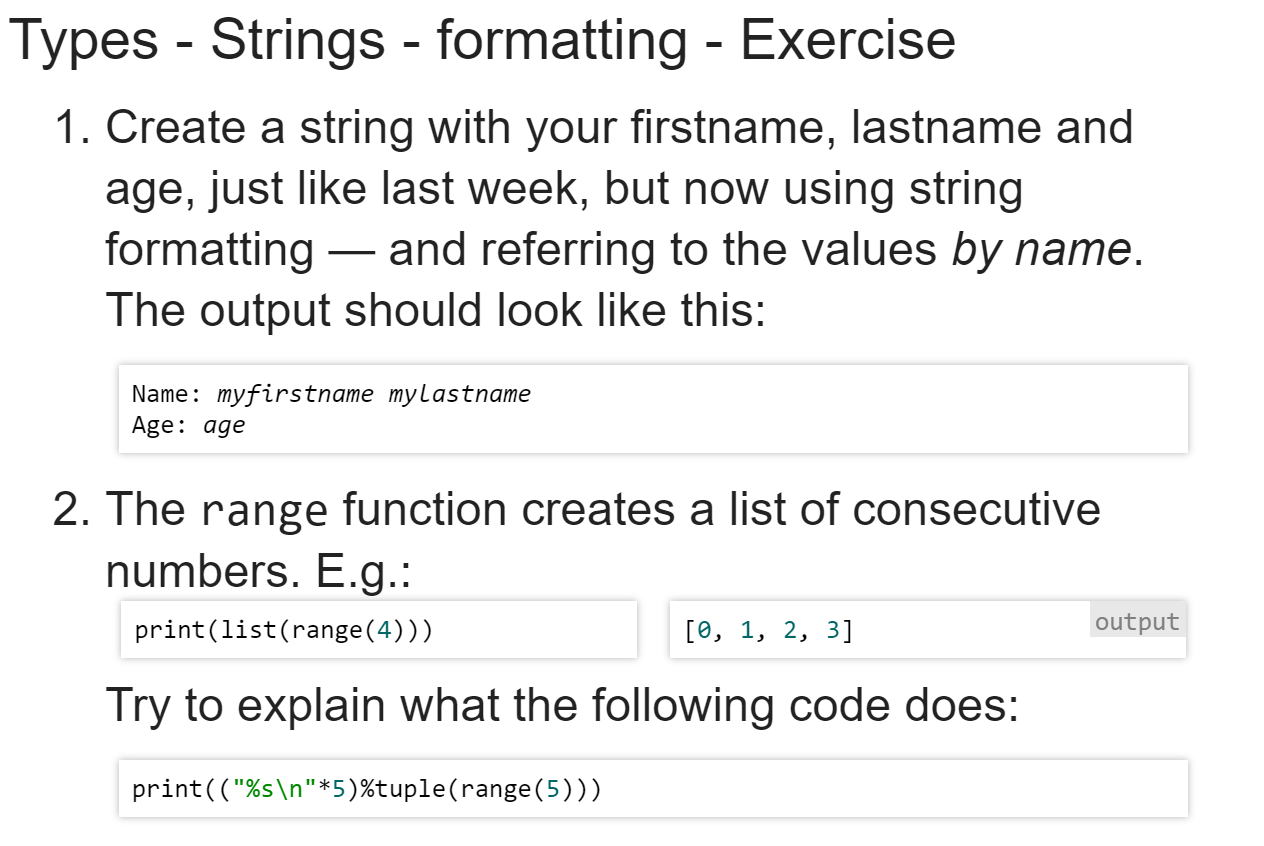 Types - Strings - formatting - Exercise
1. Create a string with your firstname, lastname and
age, just like last week, but now using string
formatting — and referring to the values by name.
The output should look like this:
Name: myfirstname mylastname
Age: age
2. The range function creates a list of consecutive
numbers. E.g.:
print(list(range(4)))
[0, 1, 2, 3]
output
Try to explain what the following code does:
print(("%s\n"*5)%tuple(range(5)))